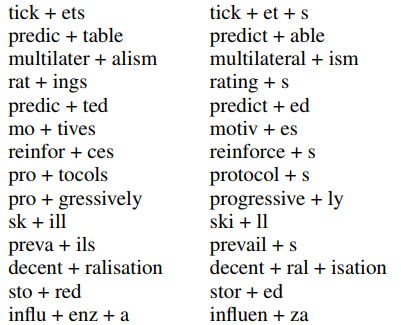 tick + ets tick + et + s
predic + table predict + able
multilater + alism multilateral + ism
rat + ings rating + s
predic + ted predict + ed
mo + tives motiv + es
reinfor + ces reinforce + s
pro + tocols protocol + s
pro + gressively progressive + ly
sk + ill ski + ll
preva + ils prevail + s
decent + ralisation decent + ral + isation
sto + red stor + ed
influ + enz + a influen + za